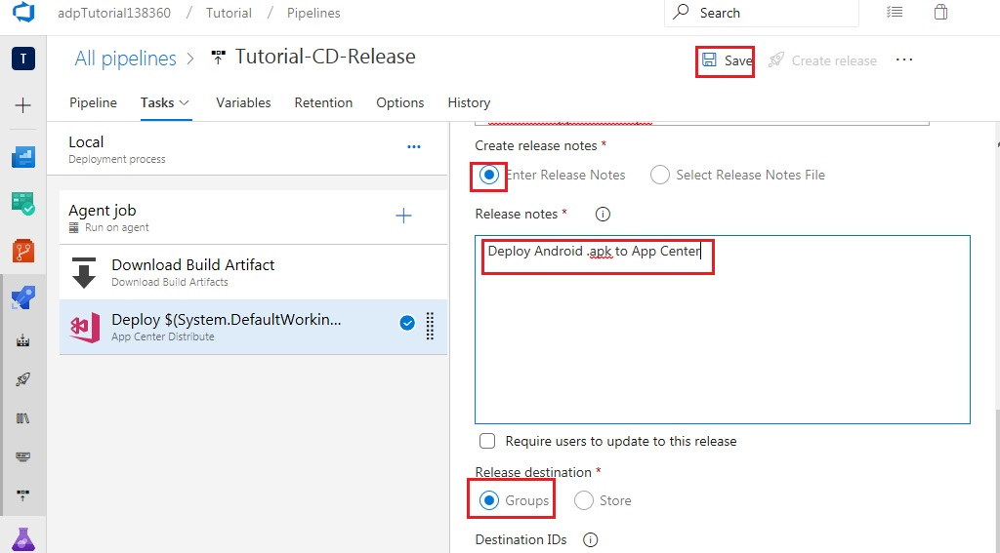 adpTutorial138360 / Tutorial / Pipelines
Search
T
All pipelines > Tutorial-CD-Release
Save
Create release
Pipeline Tasks Variables Retention Options History
Local
Deployment process
Agent job
Run on agent
Download Build Artifact
Download Build Artifacts
Deploy $(System.DefaultWorkin...
App Center Distribute
Create release notes *
Enter Release Notes
Select Release Notes File
Release notes *
Deploy Android .apk to App Center
Require users to update to this release
Release destination *
Groups
Store
Destination IDs